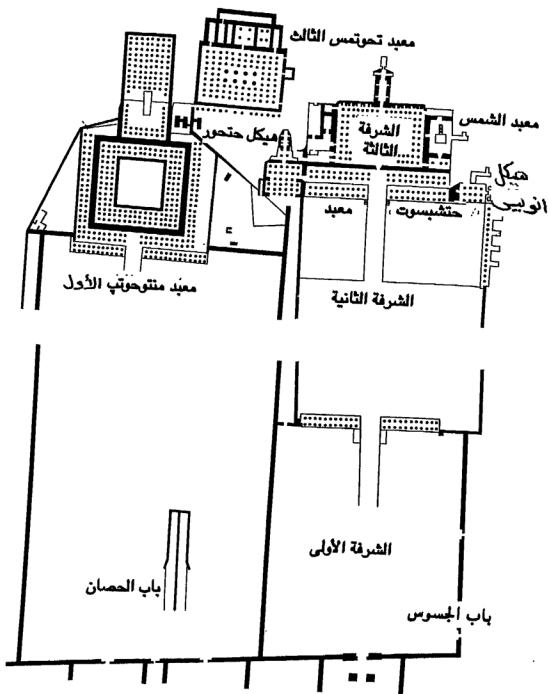 معبد تحوتمس الثالث
معبد الشمس
الشرفة
الثالثة
هيكل حتحور
هيكل
انوبيس
معبد
حتشبسوت
الشرفة الثانية
معبد منتوحوتپ الأول
الشرفة الأولى
باب الحصان
باب الجسوس